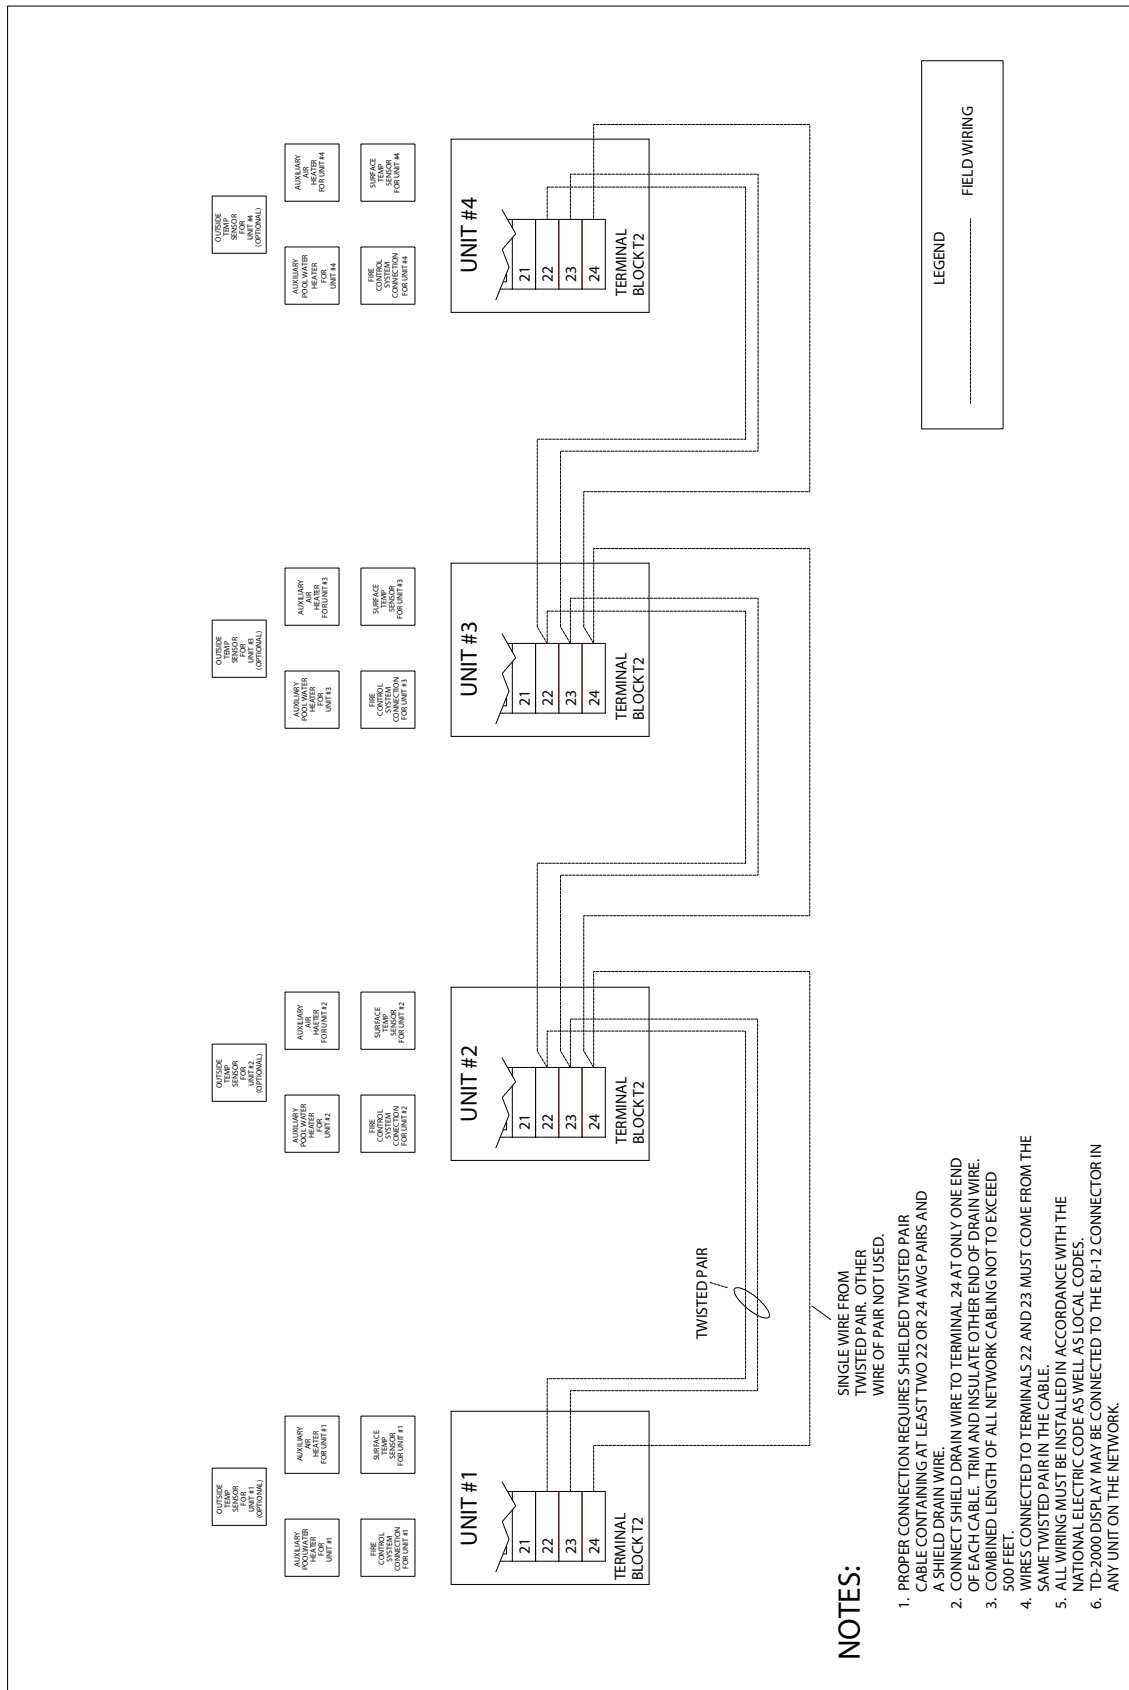 OUTSIDE
TEMP
SENSOR
FOR
UNIT #1
(OPTIONAL)
AUXILIARY
POOLWATER
HEATER
FOR
UNIT #1
AUXILIARY
AIR
HEATER
FOR UNIT #1
FIRE
CONTROL
SYSTEM
CONNECTION
FOR UNIT #1
SURFACE
TEMP
SENSOR
FOR UNIT #1
UNIT #1
21
22
23
24
TERMINAL
BLOCK T2
OUTSIDE
TEMP
SENSOR
FOR
UNIT #2
(OPTIONAL)
AUXILIARY
POOL WATER
HEATER
FOR
UNIT #2
AUXILIARY
AIR
HAETER
FOR UNIT #2
FIRE
CONTROL
SYSTEM
CONECTION
FOR UNIT #2
SURFACE
TEMP
SENSOR
FOR UNIT #2
UNIT #2
21
22
23
24
TERMINAL
BLOCK T2
OUTSIDE
TEMP
SENSOR
FOR
UNIT #3
(OPTIONAL)
AUXILIARY
POOL WATER
HEATER
FOR
UNIT #3
AUXILIARY
AIR
HEATER
FOR UNIT #3
FIRE
CONTROL
SYSTEM
CONNECTION
FOR UNIT #3
SURFACE
TEMP
SENSOR
FOR UNIT #3
UNIT #3
21
22
23
24
TERMINAL
BLOCK T2
OUTSIDE
TEMP
SENSOR
FOR
UNIT #4
(OPTIONAL)
AUXILIARY
POOL WATER
HEATER
FOR
UNIT #4
AUXILIARY
AIR
HEATER
FOR UNIT #4
FIRE
CONTROL
SYSTEM
CONNECTION
FOR UNIT #4
SURFACE
TEMP
SENSOR
FOR UNIT #4
UNIT #4
21
22
23
24
TERMINAL
BLOCK T2
TWISTED PAIR
SINGLE WIRE FROM
TWISTED PAIR. OTHER
WIRE OF PAIR NOT USED.
NOTES:
1. PROPER CONNECTION REQUIRES SHIELDED TWISTED PAIR
CABLE CONTAINING AT LEAST TWO 22 OR 24 AWG PAIRS AND
A SHIELD DRAIN WIRE.
2. CONNECT SHIELD DRAIN WIRE TO TERMINAL 24 AT ONLY ONE END
OF EACH CABLE. TRIM AND INSULATE OTHER END OF DRAIN WIRE.
3. COMBINED LENGTH OF ALL NETWORK CABLING NOT TO EXCEED
500 FEET.
4. WIRES CONNECTED TO TERMINALS 22 AND 23 MUST COME FROM THE
SAME TWISTED PAIR IN THE CABLE.
5. ALL WIRING MUST BE INSTALLED IN ACCORDANCE WITH THE
NATIONAL ELECTRIC CODE AS WELL AS LOCAL CODES.
6. TD-2000 DISPLAY MAY BE CONNECTED TO THE RJ-12 CONNECTOR IN
ANY UNIT ON THE NETWORK.
LEGEND
FIELD WIRING